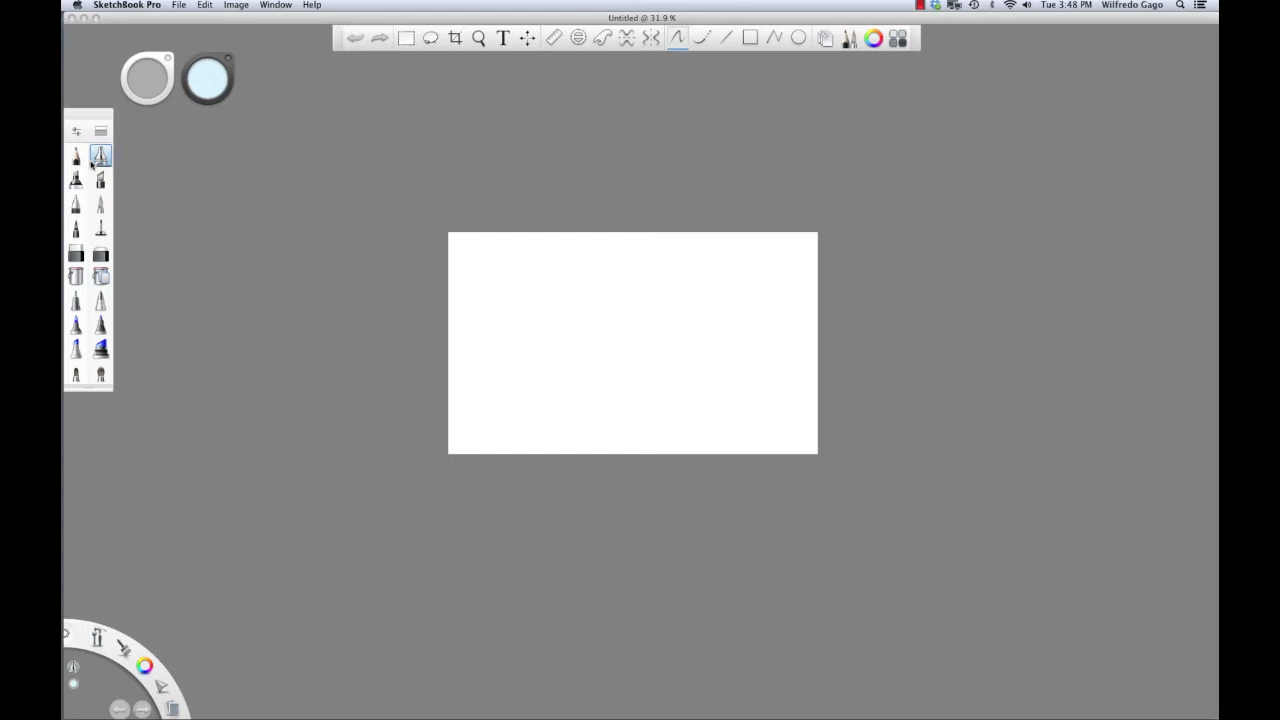 SketchBook Pro File Edit Image Window Help Tue 3:48 PM Wilfredo Gago
Untitled @ 31.9 %
T